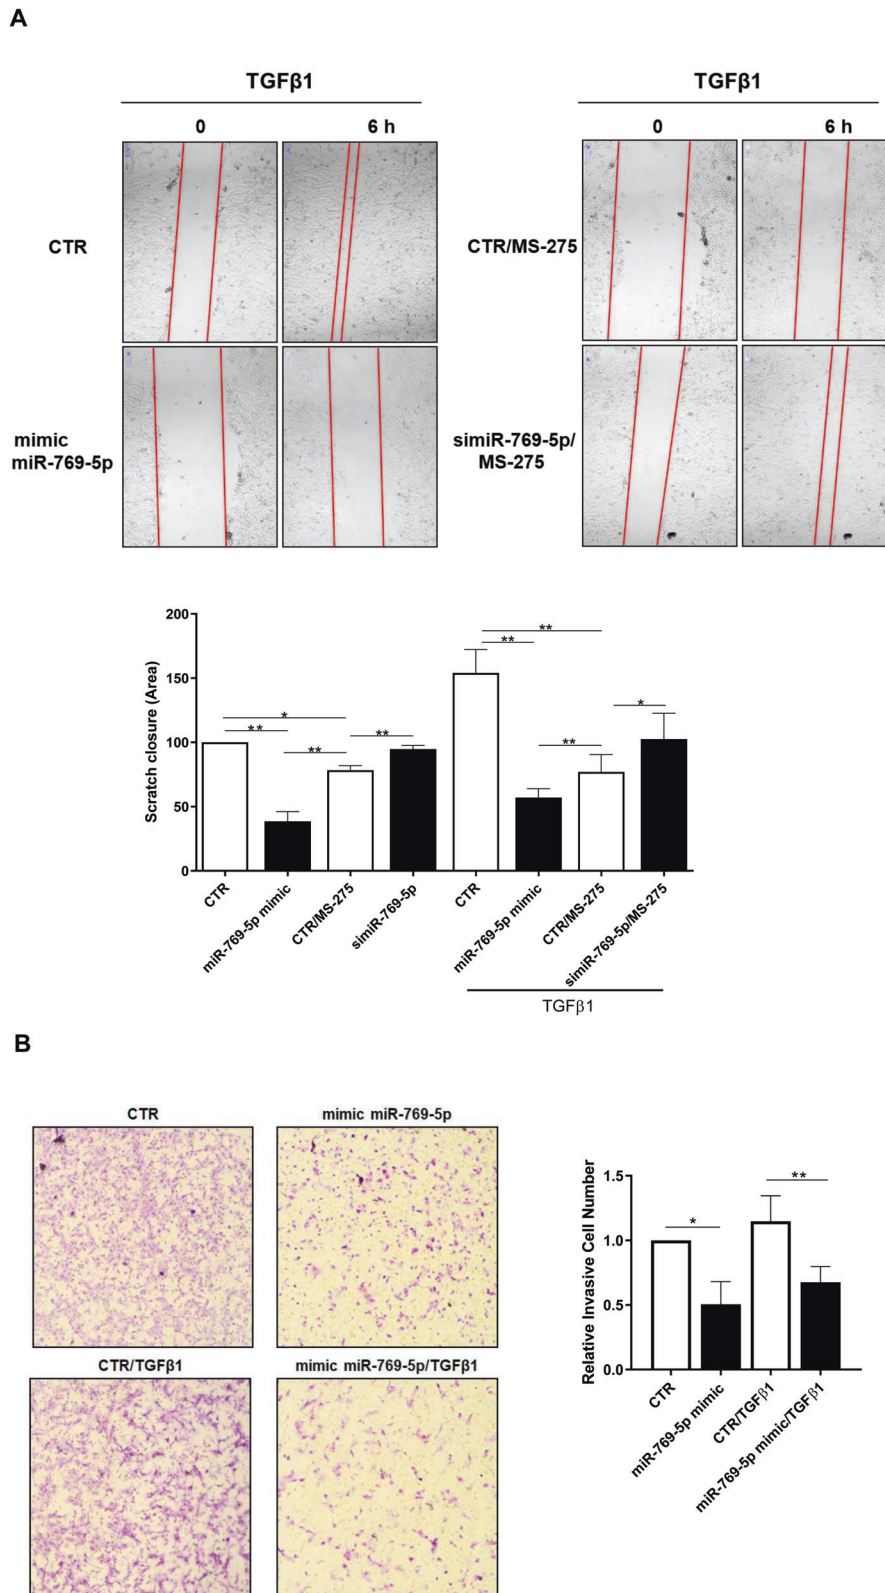 A
TGFβ1
TGFβ1
0
6 h
0
6 h
CTR
CTR/MS-275
mimic
miR-769-5p
simiR-769-5p/
MS-275
Scratch closure (Area)
200
150
100
50
0
**
*
**
**
**
**
**
**
*
CTR
miR-769-5p mimic
CTR/MS-275
simiR-769-5p
CTR
miR-769-5p mimic
CTR/MS-275
simiR-769-5p/MS-275
TGFβ1
B
CTR
mimic miR-769-5p
CTR/TGFβ1
mimic miR-769-5p/TGFβ1
Relative Invasive Cell Number
1.5
1.0
0.5
0.0
*
**
CTR
miR-769-5p mimic
CTR/TGFβ1
miR-769-5p mimic/TGFβ1